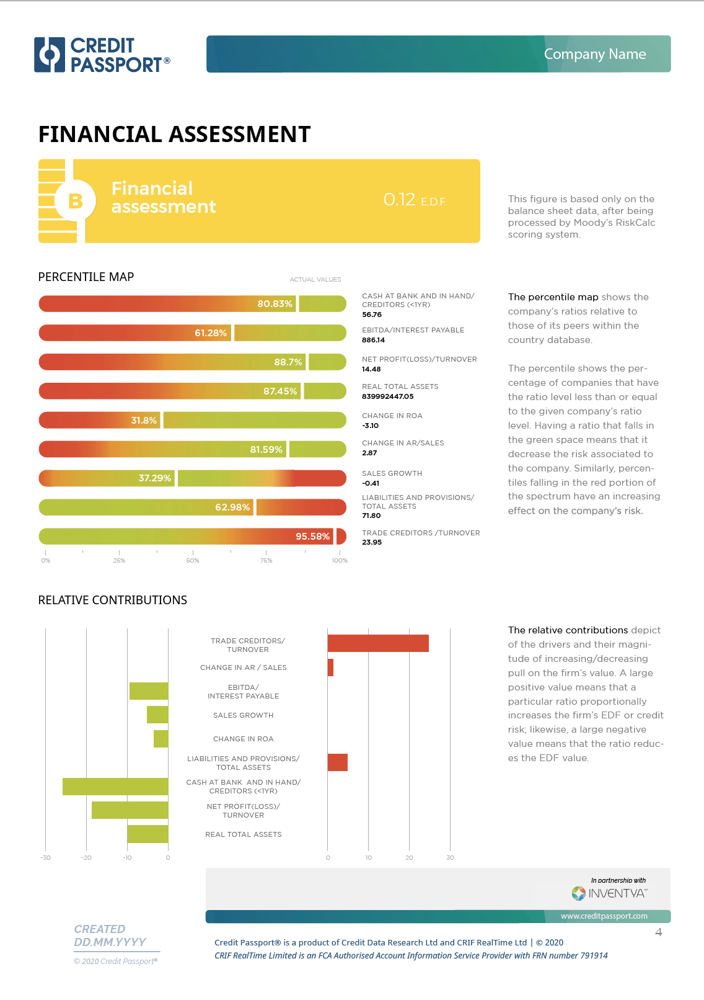 CREDIT
PASSPORT®
Company Name
FINANCIAL ASSESSMENT
B
Financial
assessment
0.12 E.D.F.
This figure is based only on the
balance sheet data, after being
processed by Moody's RiskCalc
scoring system.
PERCENTILE MAP
ACTUAL VALUES
80.83%
CASH AT BANK AND IN HAND/
CREDITORS (<1YR)
56.76
61.28%
EBITDA/INTEREST PAYABLE
886.14
88.7%
NET PROFIT(LOSS)/TURNOVER
14.48
87.45%
REAL TOTAL ASSETS
839992447.05
31.8%
CHANGE IN ROA
-3.10
81.59%
CHANGE IN AR/SALES
2.87
37.29%
SALES GROWTH
-0.41
62.98%
LIABILITIES AND PROVISIONS/
TOTAL ASSETS
71.80
95.58%
TRADE CREDITORS /TURNOVER
23.95
0% 25% 50% 75% 100%
The percentile map shows the
company's ratios relative to
those of its peers within the
country database.
The percentile shows the per-
centage of companies that have
the ratio level less than or equal
to the given company's ratio
level. Having a ratio that falls in
the green space means that it
decrease the risk associated to
the company. Similarly, percen-
tiles falling in the red portion of
the spectrum have an increasing
effect on the company's risk.
RELATIVE CONTRIBUTIONS
TRADE CREDITORS/
TURNOVER
CHANGE IN AR / SALES
EBITDA/
INTEREST PAYABLE
SALES GROWTH
CHANGE IN ROA
LIABILITIES AND PROVISIONS/
TOTAL ASSETS
CASH AT BANK AND IN HAND/
CREDITORS (<1YR)
NET PROFIT(LOSS)/
TURNOVER
REAL TOTAL ASSETS
-30 -20 -10 0 0 10 20 30
The relative contributions depict
of the drivers and their magni-
tude of increasing/decreasing
pull on the firm's value. A large
positive value means that a
particular ratio proportionally
increases the firm's EDF or credit
risk; likewise, a large negative
value means that the ratio reduc-
es the EDF value.
In partnership with
INVENTYA™
www.creditpassport.com
4
CREATED
DD.MM.YYYY
© 2020 Credit Passport®
Credit Passport® is a product of Credit Data Research Ltd and CRIF RealTime Ltd | © 2020
CRIF RealTime Limited is an FCA Authorised Account Information Service Provider with FRN number 791914